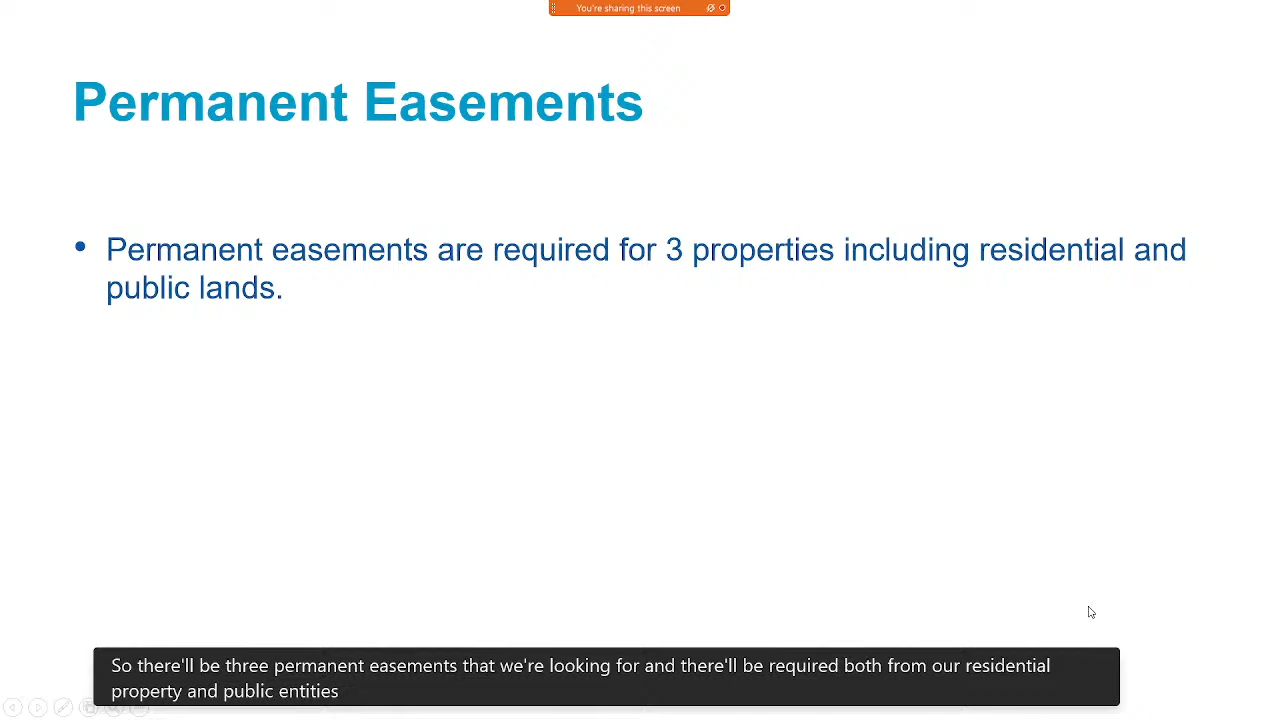 You're sharing this screen
Permanent Easements
• Permanent easements are required for 3 properties including residential and
public lands.
So there'll be three permanent easements that we're looking for and there'll be required both from our residential
property and public entities